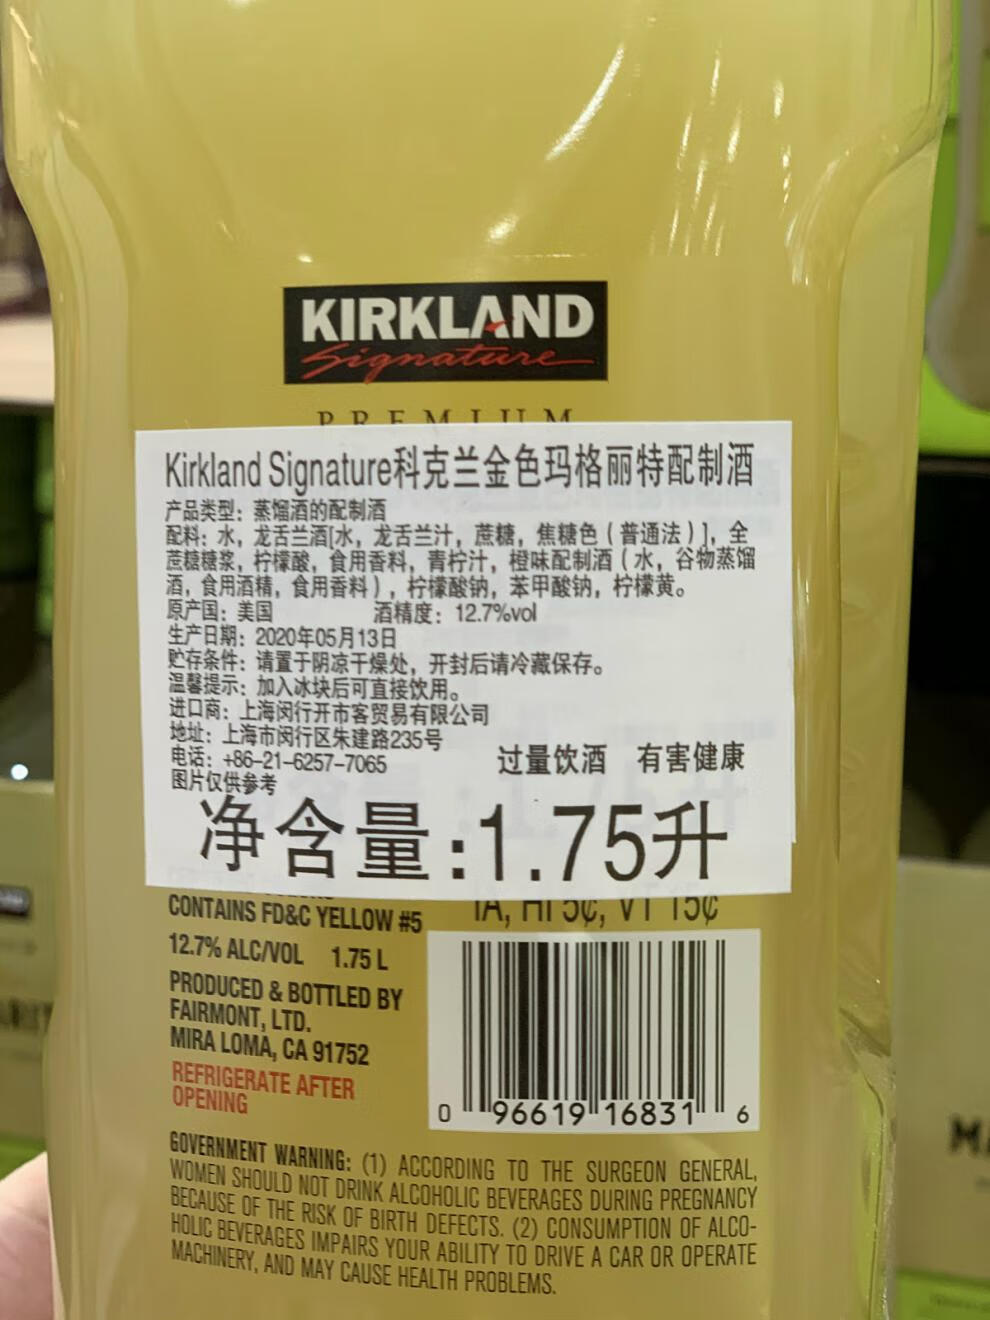 KIRKLAND
Signature
PREMIUM
Kirkland Signature科克兰金色玛格丽特配制酒
产品类型：蒸馏酒的配制酒
配料：水，龙舌兰酒[水，龙舌兰汁，蔗糖，焦糖色（普通法）]，全
蔗糖糖浆，柠檬酸，食用香料，青柠汁，橙味配制酒（水，谷物蒸馏
酒，食用酒精，食用香料），柠檬酸钠，苯甲酸钠，柠檬黄。
原产国：美国 酒精度：12.7%vol
生产日期：2020年05月13日
贮存条件：请置于阴凉干燥处，开封后请冷藏保存。
温馨提示：加入冰块后可直接饮用。
进口商：上海闵行开市客贸易有限公司
地址：上海市闵行区朱建路235号
电话：+86-21-6257-7065
过量饮酒 有害健康
图片仅供参考
净含量:1.75升
CONTAINS FD&C YELLOW #5
IA, HI 5¢, VT 15¢
12.7% ALC/VOL 1.75 L
PRODUCED & BOTTLED BY
FAIRMONT, LTD.
MIRA LOMA, CA 91752
REFRIGERATE AFTER
OPENING
0 96619 16831 6
GOVERNMENT WARNING: (1) ACCORDING TO THE SURGEON GENERAL,
WOMEN SHOULD NOT DRINK ALCOHOLIC BEVERAGES DURING PREGNANCY
BECAUSE OF THE RISK OF BIRTH DEFECTS. (2) CONSUMPTION OF ALCO-
HOLIC BEVERAGES IMPAIRS YOUR ABILITY TO DRIVE A CAR OR OPERATE
MACHINERY, AND MAY CAUSE HEALTH PROBLEMS.